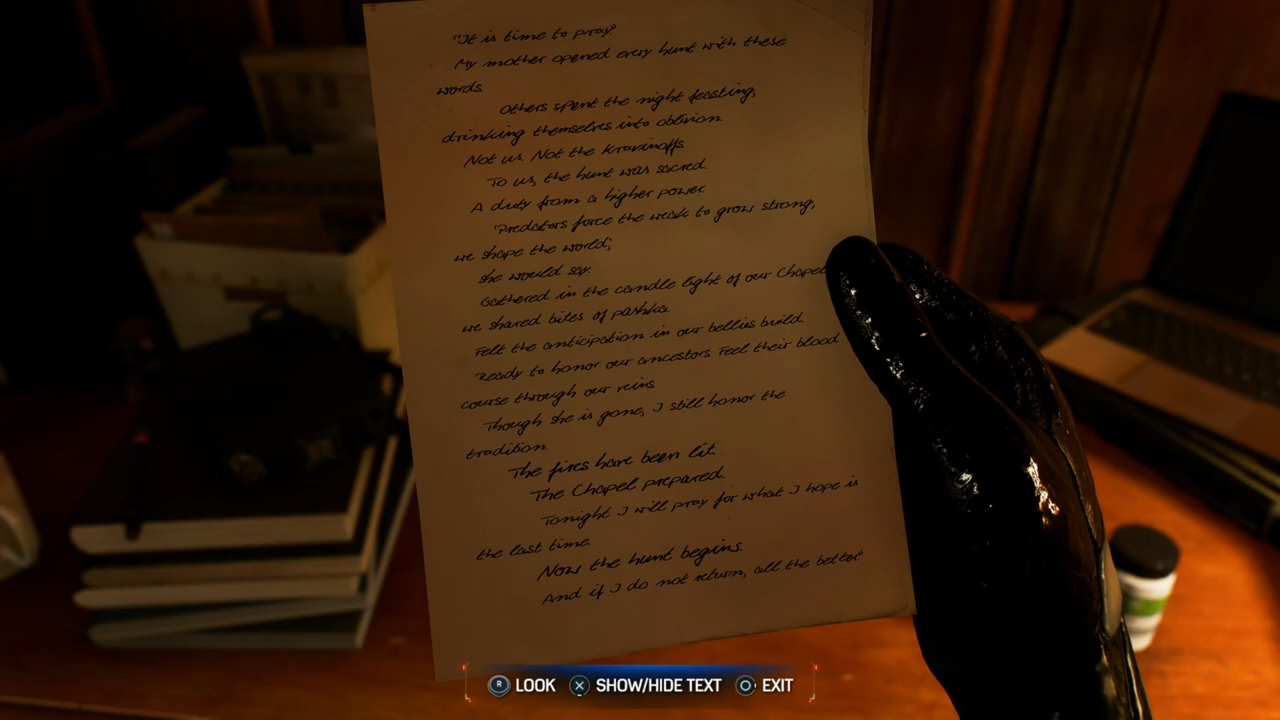 "It is time to pray."
My mother opened every hunt with these
words.
Others spent the night feasting,
drinking themselves into oblivion.
Not us. Not the Kravinoffs.
To us, the hunt was sacred.
A duty from a higher power.
"Predators force the weak to grow strong,
we shape the world,"
she would say.
Gathered in the candle light of our Chapel
we shared bites of pashka.
Felt the anticipation in our bellies build.
Ready to honor our ancestors. Feel their blood
course through our veins.
Though she is gone, I still honor the
tradition.
The fires have been lit.
The Chapel prepared.
Tonight I will pray for what I hope is
the last time.
Now the hunt begins.
And if I do not return, all the better."
R LOOK SHOW/HIDE TEXT EXIT